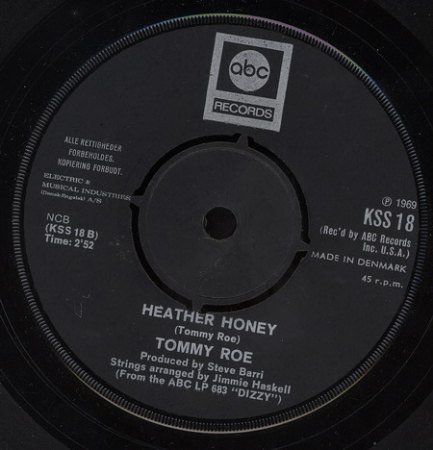 abc
RECORDS
ALLE RETTIGHEDER
FORBEHOLDES.
KOPIERING FORBUDT.
ELECTRIC &
MUSICAL INDUSTRIES
(Dansk-Engelsk) A/S
NCB
(KSS 18 B)
Time: 2'52
℗ 1969
KSS 18
(Rec'd by ABC Records
Inc. U.S.A.)
MADE IN DENMARK
45 r.p.m.
HEATHER HONEY
(Tommy Roe)
TOMMY ROE
Produced by Steve Barri
Strings arranged by Jimmie Haskell
(From the ABC LP 683 "DIZZY")